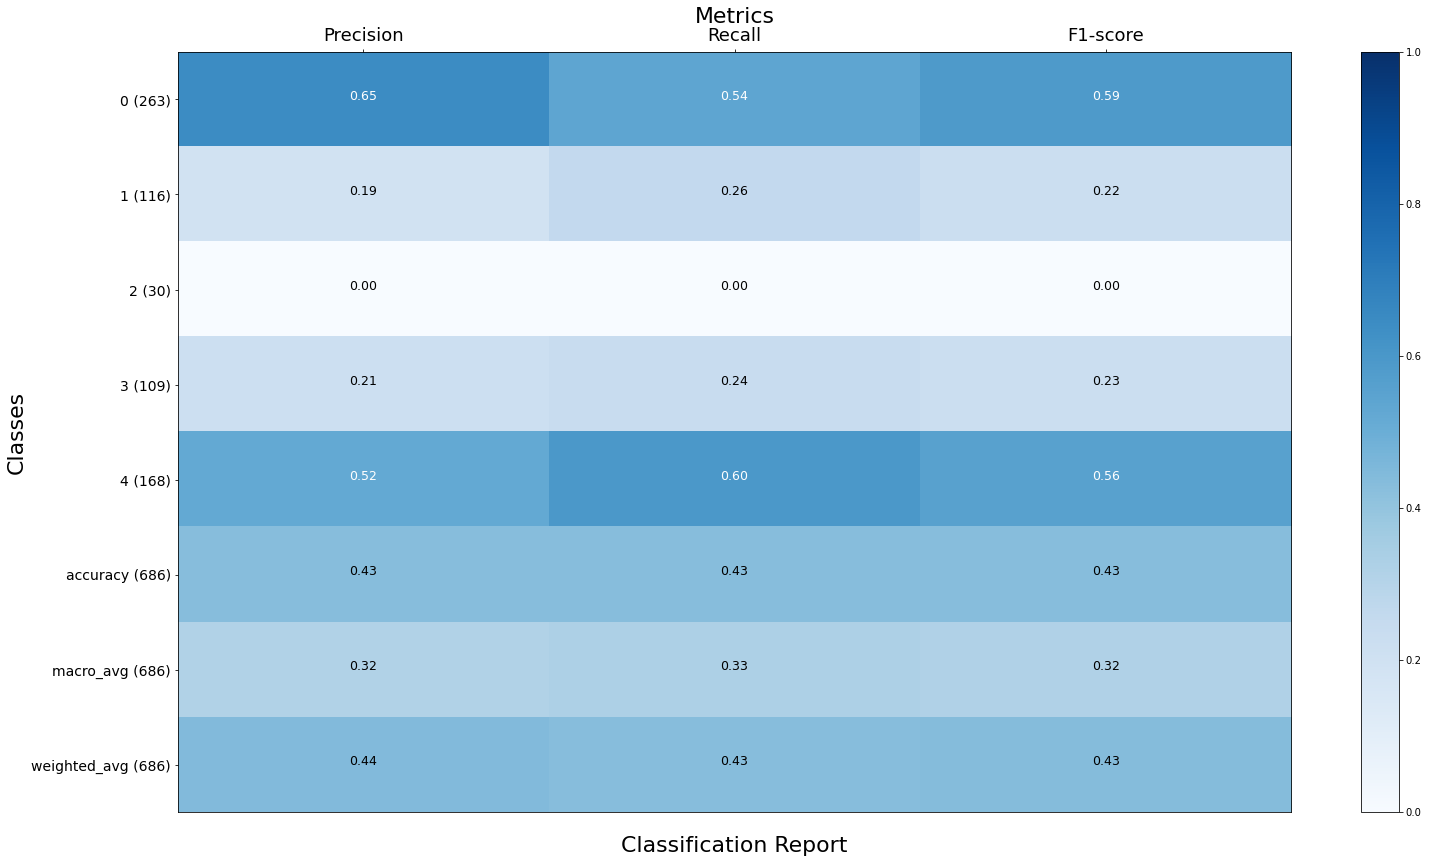 Metrics
Precision Recall F1-score
0 (263) 0.65 0.54 0.59
1 (116) 0.19 0.26 0.22
2 (30) 0.00 0.00 0.00
3 (109) 0.21 0.24 0.23
4 (168) 0.52 0.60 0.56
accuracy (686) 0.43 0.43 0.43
macro_avg (686) 0.32 0.33 0.32
weighted_avg (686) 0.44 0.43 0.43
Classes
Classification Report
1.0
0.8
0.6
0.4
0.2
0.0